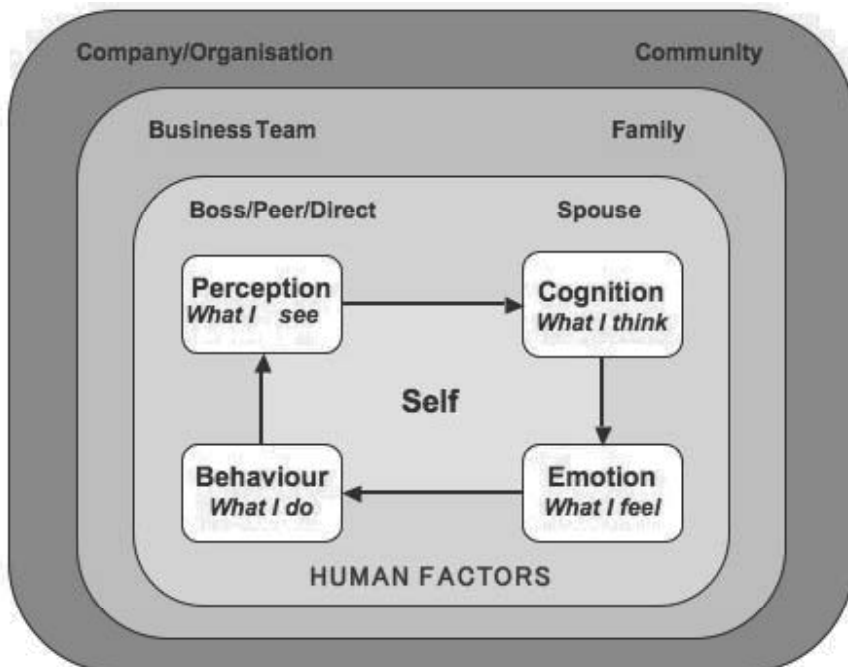 Company/Organisation Community
Business Team Family
Boss/Peer/Direct Spouse
Perception
What I see
Cognition
What I think
Self
Behaviour
What I do
Emotion
What I feel
HUMAN FACTORS